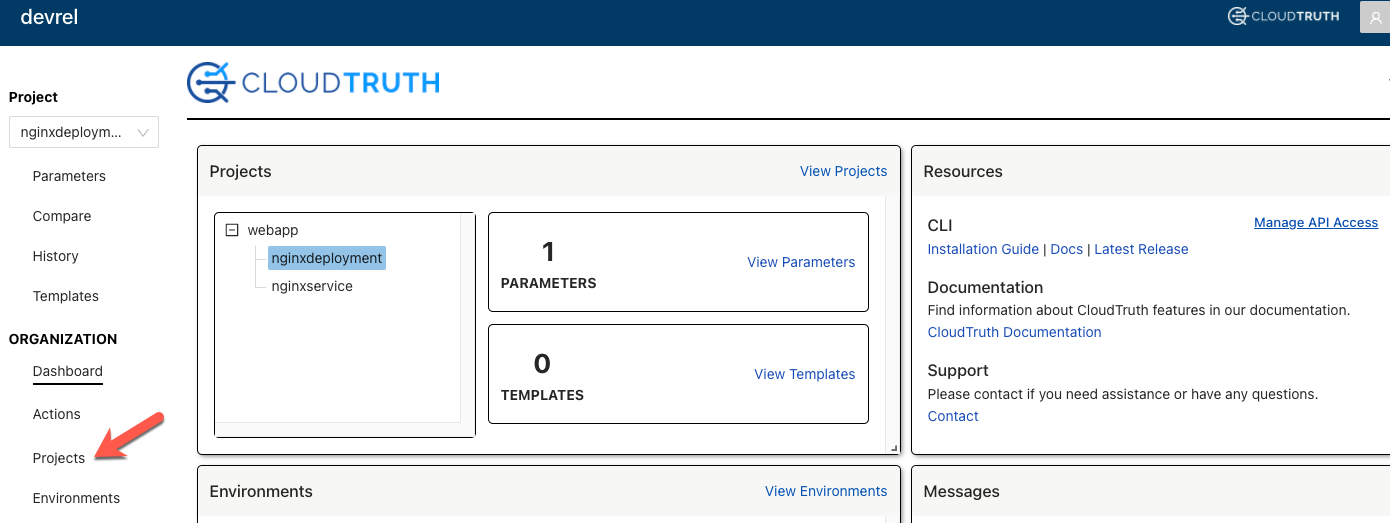 devrel
CLOUDTRUTH
CLOUDTRUTH
Project
nginxdeploym...
Parameters
Compare
History
Templates
ORGANIZATION
Dashboard
Actions
Projects
Environments
Projects
View Projects
webapp
nginxdeployment
nginxservice
1
PARAMETERS
View Parameters
0
TEMPLATES
View Templates
Environments
View Environments
Resources
CLI
Manage API Access
Installation Guide | Docs | Latest Release
Documentation
Find information about CloudTruth features in our documentation.
CloudTruth Documentation
Support
Please contact if you need assistance or have any questions.
Contact
Messages